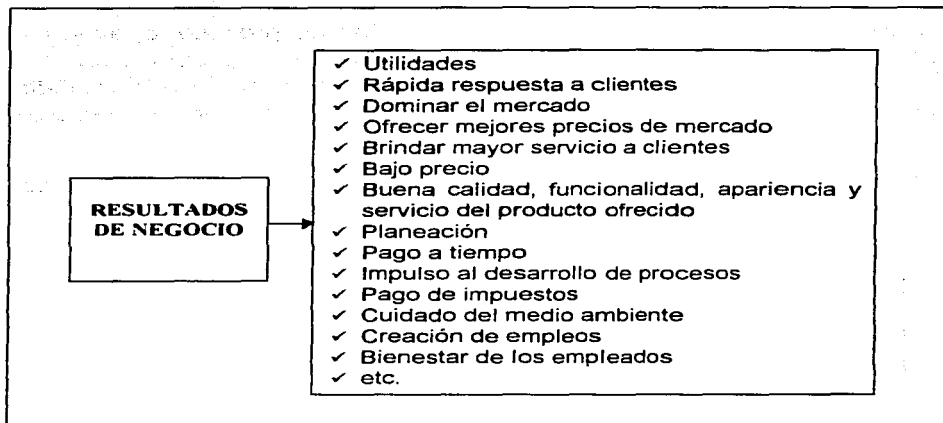 RESULTADOS
DE NEGOCIO
✓ Utilidades
✓ Rápida respuesta a clientes
✓ Dominar el mercado
✓ Ofrecer mejores precios de mercado
✓ Brindar mayor servicio a clientes
✓ Bajo precio
✓ Buena calidad, funcionalidad, apariencia y
servicio del producto ofrecido
✓ Planeación
✓ Pago a tiempo
✓ Impulso al desarrollo de procesos
✓ Pago de impuestos
✓ Cuidado del medio ambiente
✓ Creación de empleos
✓ Bienestar de los empleados
✓ etc.